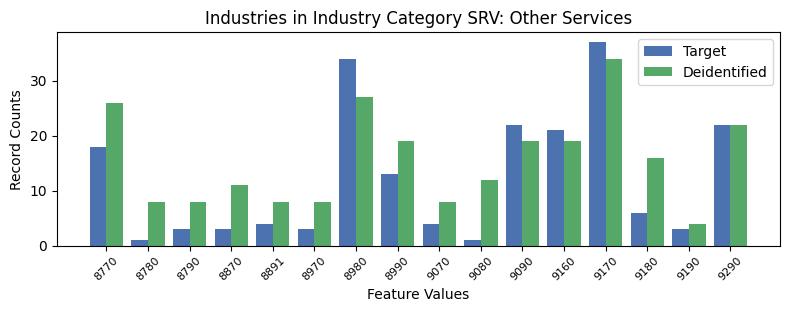 Industries in Industry Category SRV: Other Services
Target
Deidentified
Record Counts
30
20
10
0
8770 8780 8790 8870 8891 8970 8980 8990 9070 9080 9090 9160 9170 9180 9190 9290
Feature Values